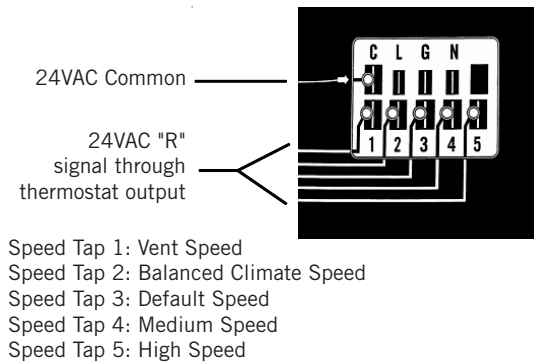 C L G N
24VAC Common
24VAC "R"
signal through
thermostat output
1 2 3 4 5
Speed Tap 1: Vent Speed
Speed Tap 2: Balanced Climate Speed
Speed Tap 3: Default Speed
Speed Tap 4: Medium Speed
Speed Tap 5: High Speed